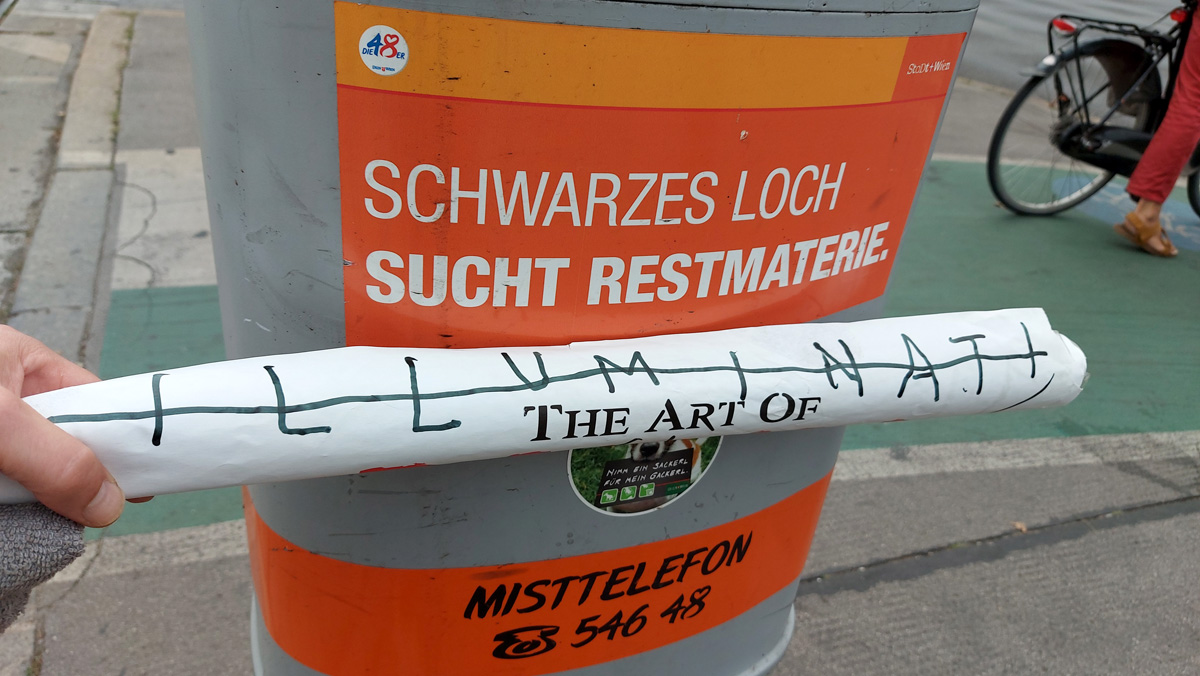 DIE 48ER
Stadt Wien
SCHWARZES LOCH
SUCHT RESTMATERIE.
ILLUMINATI
THE ART OF
NIMM EIN SACKERL
FÜR MEIN GACKERL.
MISTTELEFON
546 48